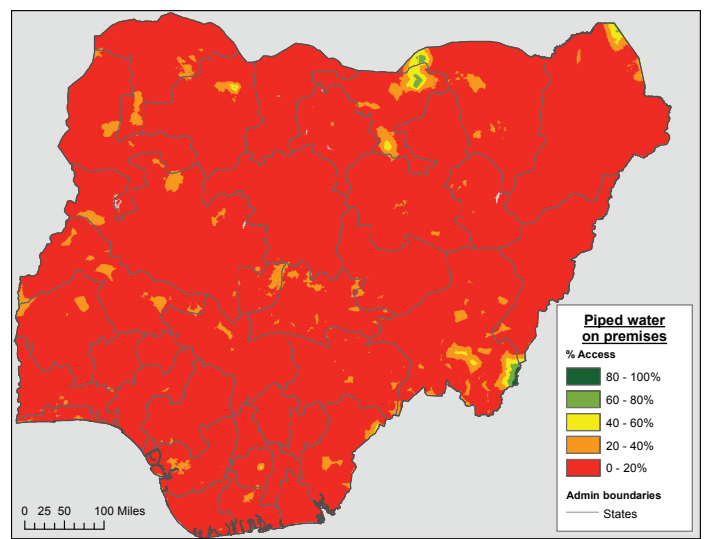 Piped water
on premises
% Access
80 - 100%
60 - 80%
40 - 60%
20 - 40%
0 - 20%
Admin boundaries
States
0 25 50 100 Miles